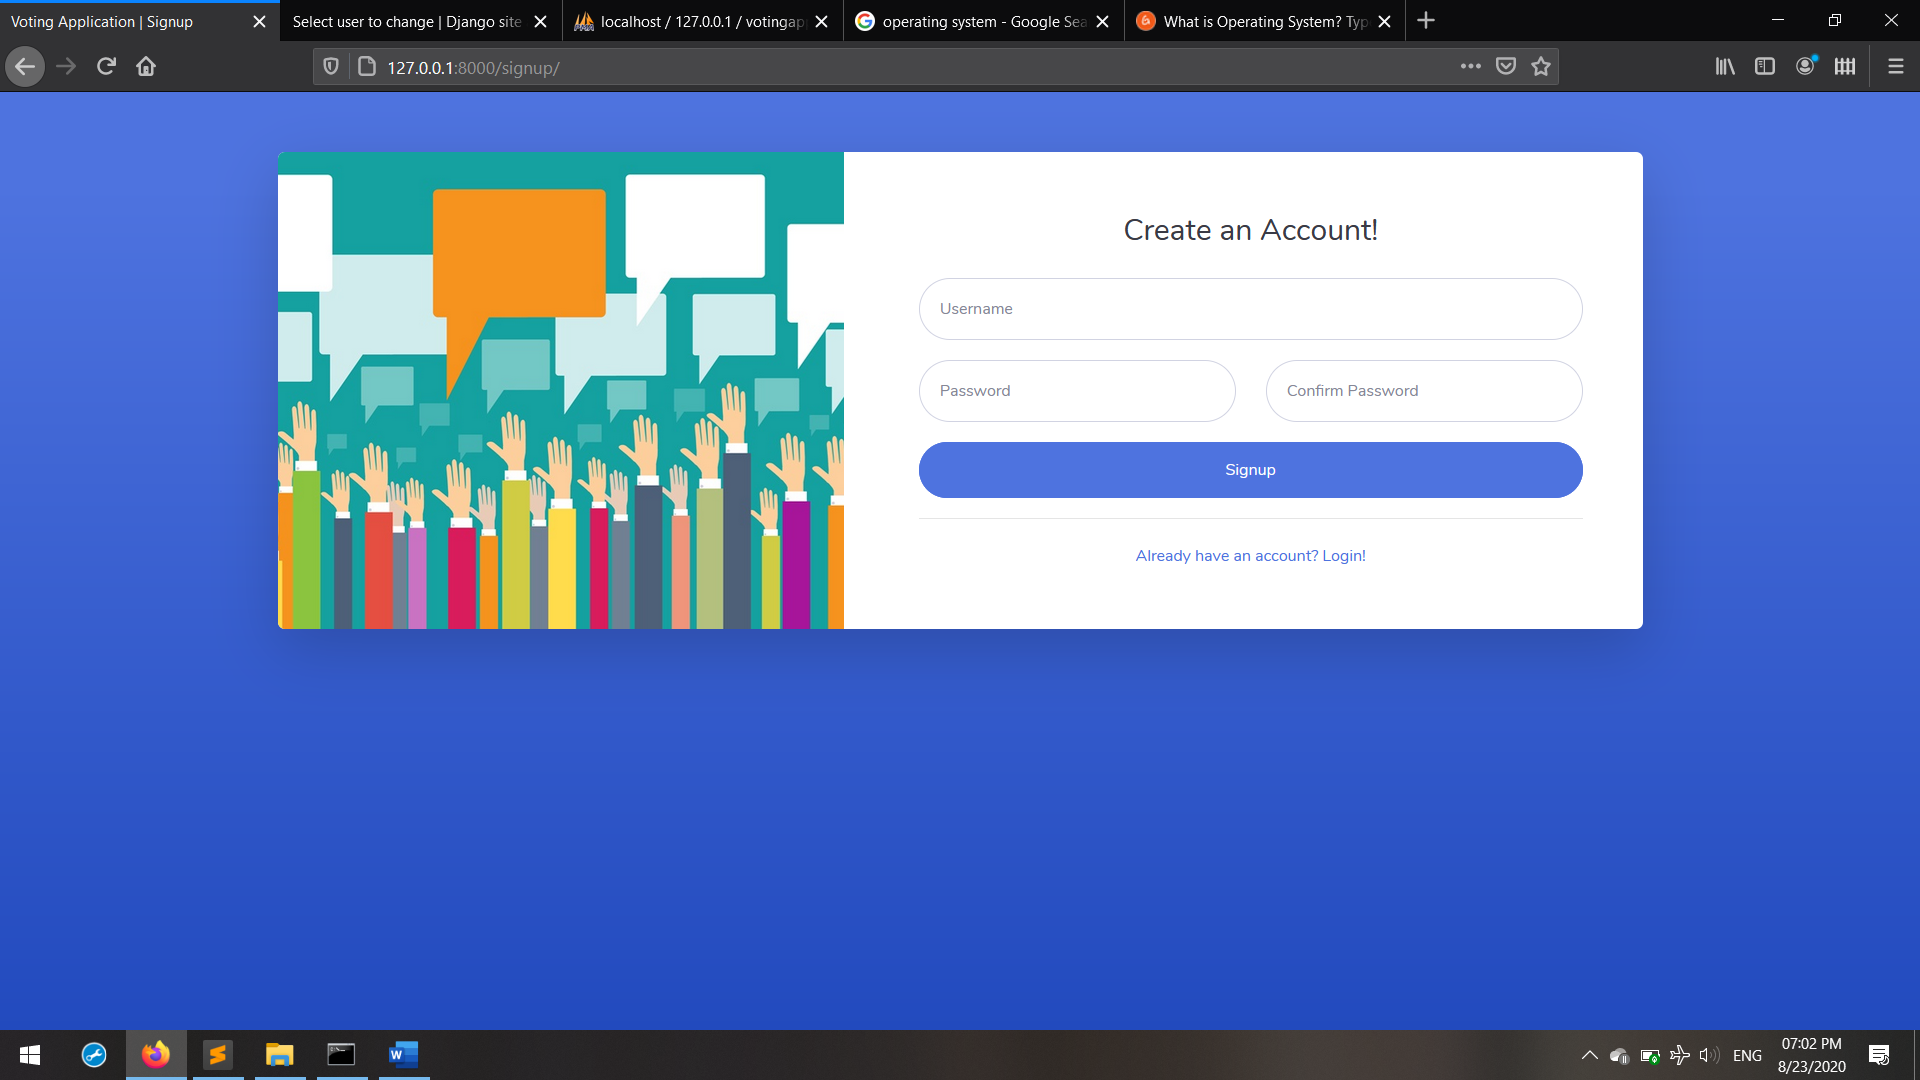 Voting Application | Signup
Select user to change | Django site
localhost / 127.0.0.1 / votingap
operating system - Google Sea
What is Operating System? Typ
127.0.0.1:8000/signup/
Create an Account!
Username
Password
Confirm Password
Signup
Already have an account? Login!
ENG
07:02 PM
8/23/2020